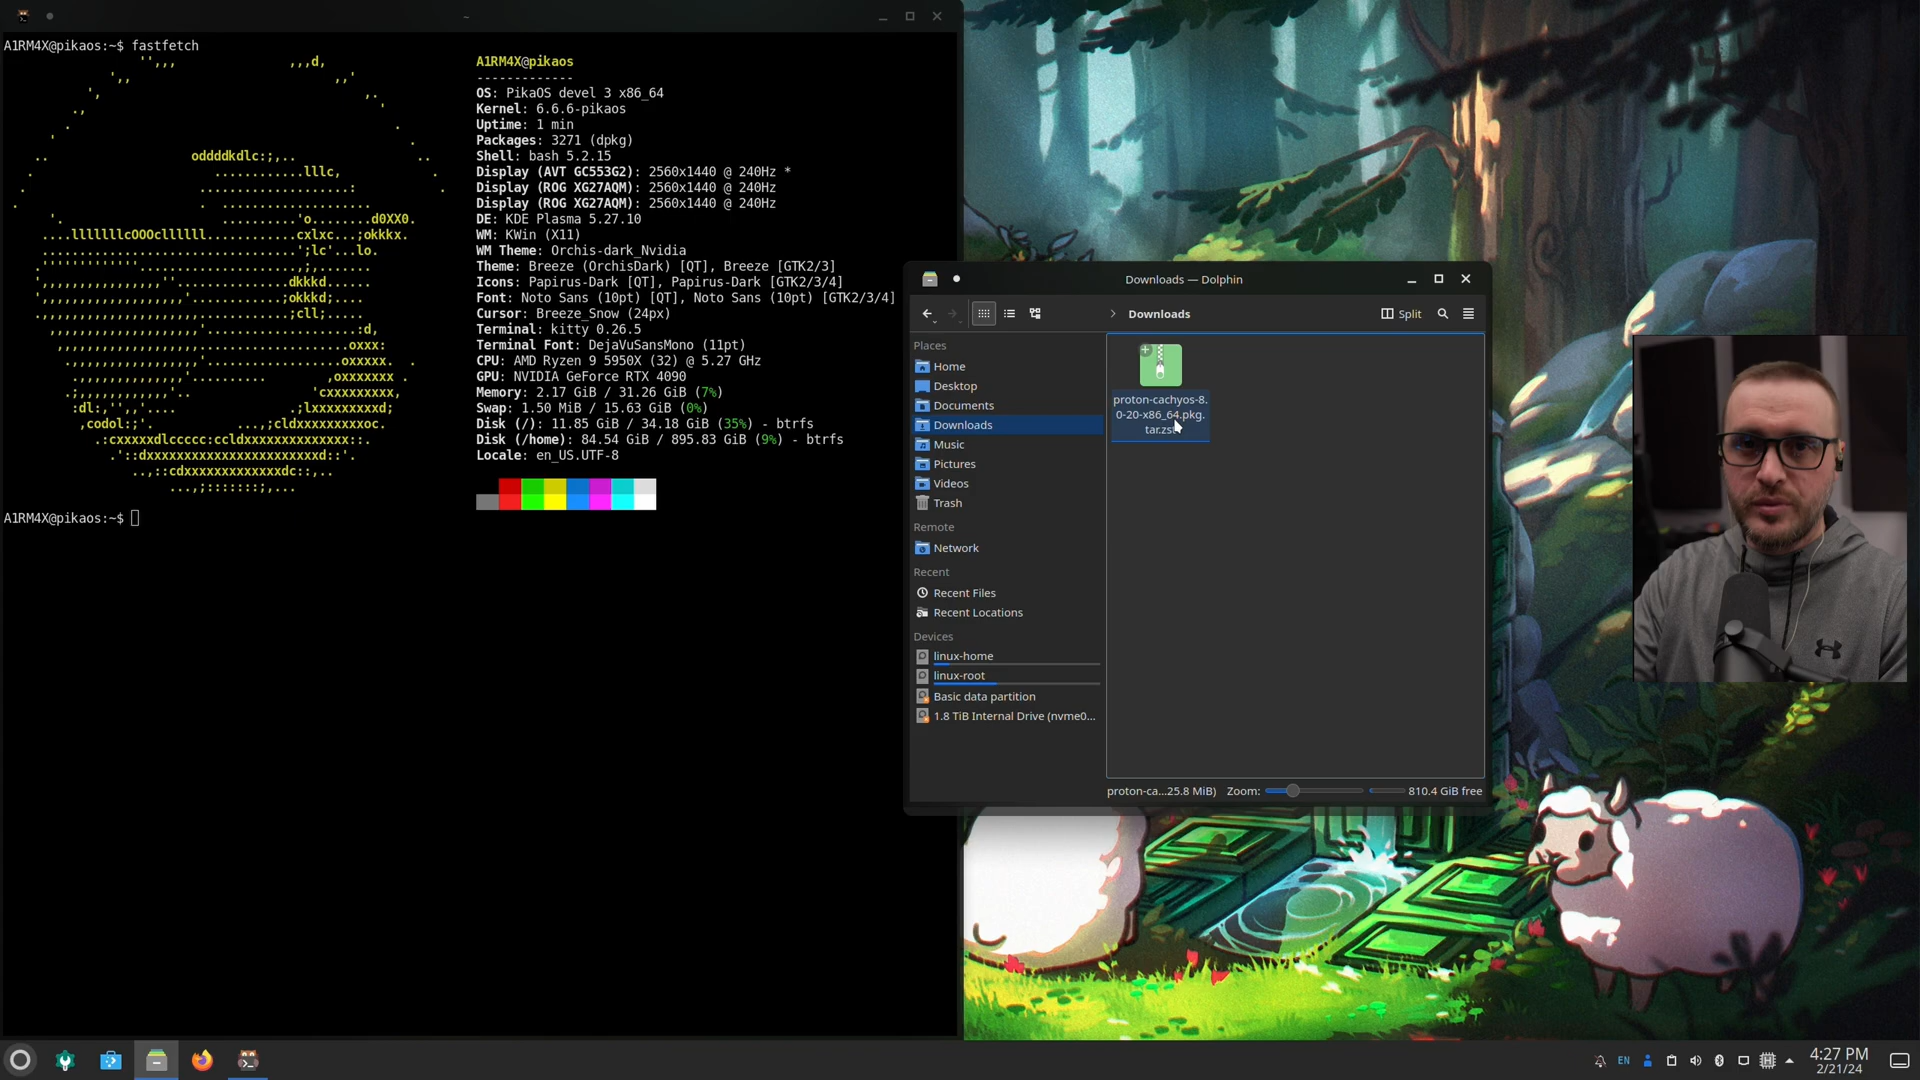 ~
A1RM4X@pikaos:~$ fastfetch
A1RM4X@pikaos
-------------
OS: PikaOS devel 3 x86_64
Kernel: 6.6.6-pikaos
Uptime: 1 min
Packages: 3271 (dpkg)
Shell: bash 5.2.15
Display (AVT GC553G2): 2560x1440 @ 240Hz *
Display (ROG XG27AQM): 2560x1440 @ 240Hz
Display (ROG XG27AQM): 2560x1440 @ 240Hz
DE: KDE Plasma 5.27.10
WM: KWin (X11)
WM Theme: Orchis-dark_Nvidia
Theme: Breeze (OrchisDark) [QT], Breeze [GTK2/3]
Icons: Papirus-Dark [QT], Papirus-Dark [GTK2/3/4]
Font: Noto Sans (10pt) [QT], Noto Sans (10pt) [GTK2/3/4]
Cursor: Breeze_Snow (24px)
Terminal: kitty 0.26.5
Terminal Font: DejaVuSansMono (11pt)
CPU: AMD Ryzen 9 5950X (32) @ 5.27 GHz
GPU: NVIDIA GeForce RTX 4090
Memory: 2.17 GiB / 31.26 GiB (7%)
Swap: 1.50 MiB / 15.63 GiB (0%)
Disk (/): 11.85 GiB / 34.18 GiB (35%) - btrfs
Disk (/home): 84.54 GiB / 895.83 GiB (9%) - btrfs
Locale: en_US.UTF-8
A1RM4X@pikaos:~$
Downloads — Dolphin
Downloads
Split
Places
Home
Desktop
Documents
Downloads
Music
Pictures
Videos
Trash
Remote
Network
Recent
Recent Files
Recent Locations
Devices
linux-home
linux-root
Basic data partition
1.8 TiB Internal Drive (nvme0...
proton-cachyos-8.
0-20-x86_64.pkg.
tar.zst
proton-ca...25.8 MiB)
Zoom:
810.4 GiB free
EN
4:27 PM
2/21/24